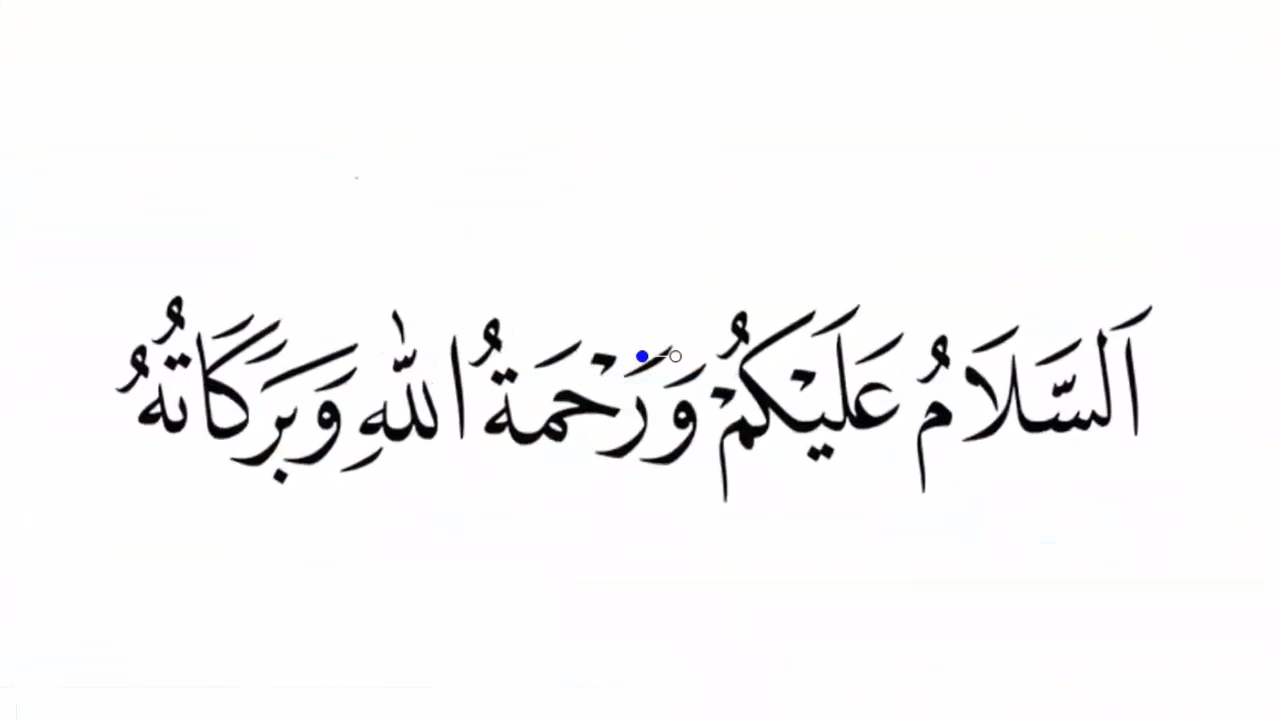 اَلسَّلَامُ عَلَيْكُمْ وَرَحْمَةُ اللّٰهِ وَبَرَكَاتُهُ